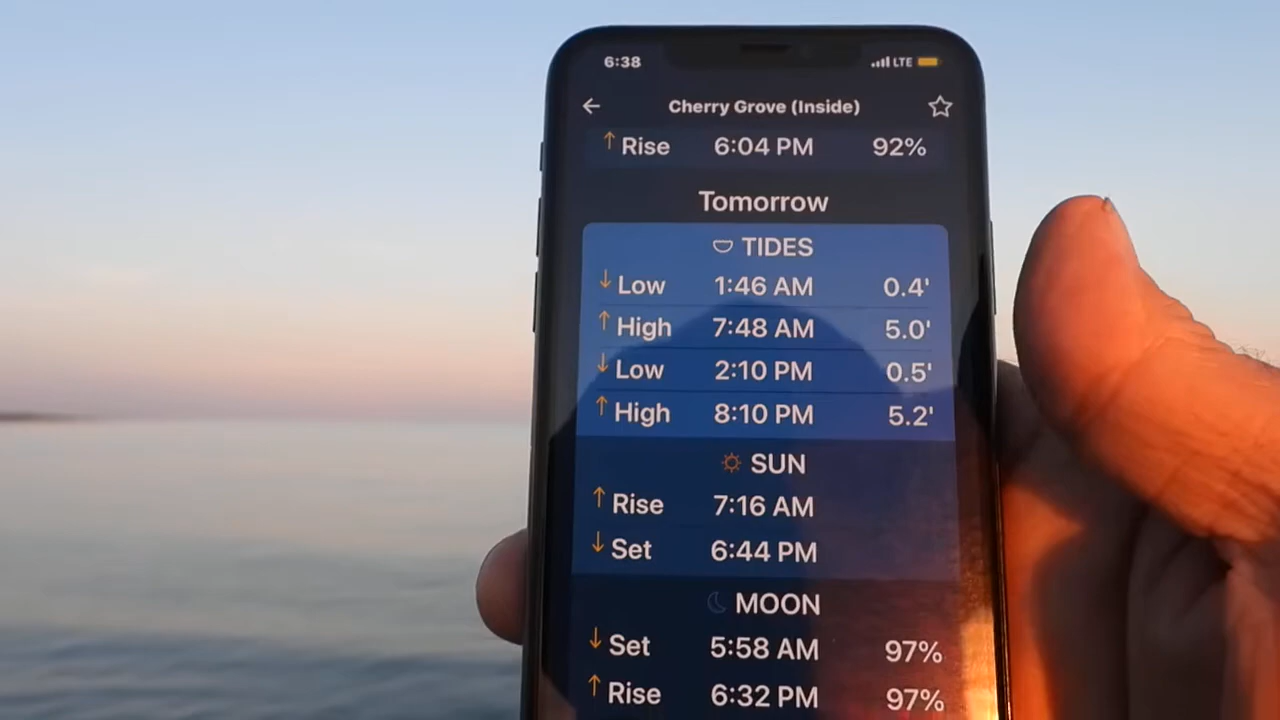 6:38 LTE
Cherry Grove (Inside)
Rise 6:04 PM 92%
Tomorrow
TIDES
Low 1:46 AM 0.4'
High 7:48 AM 5.0'
Low 2:10 PM 0.5'
High 8:10 PM 5.2'
SUN
Rise 7:16 AM
Set 6:44 PM
MOON
Set 5:58 AM 97%
Rise 6:32 PM 97%